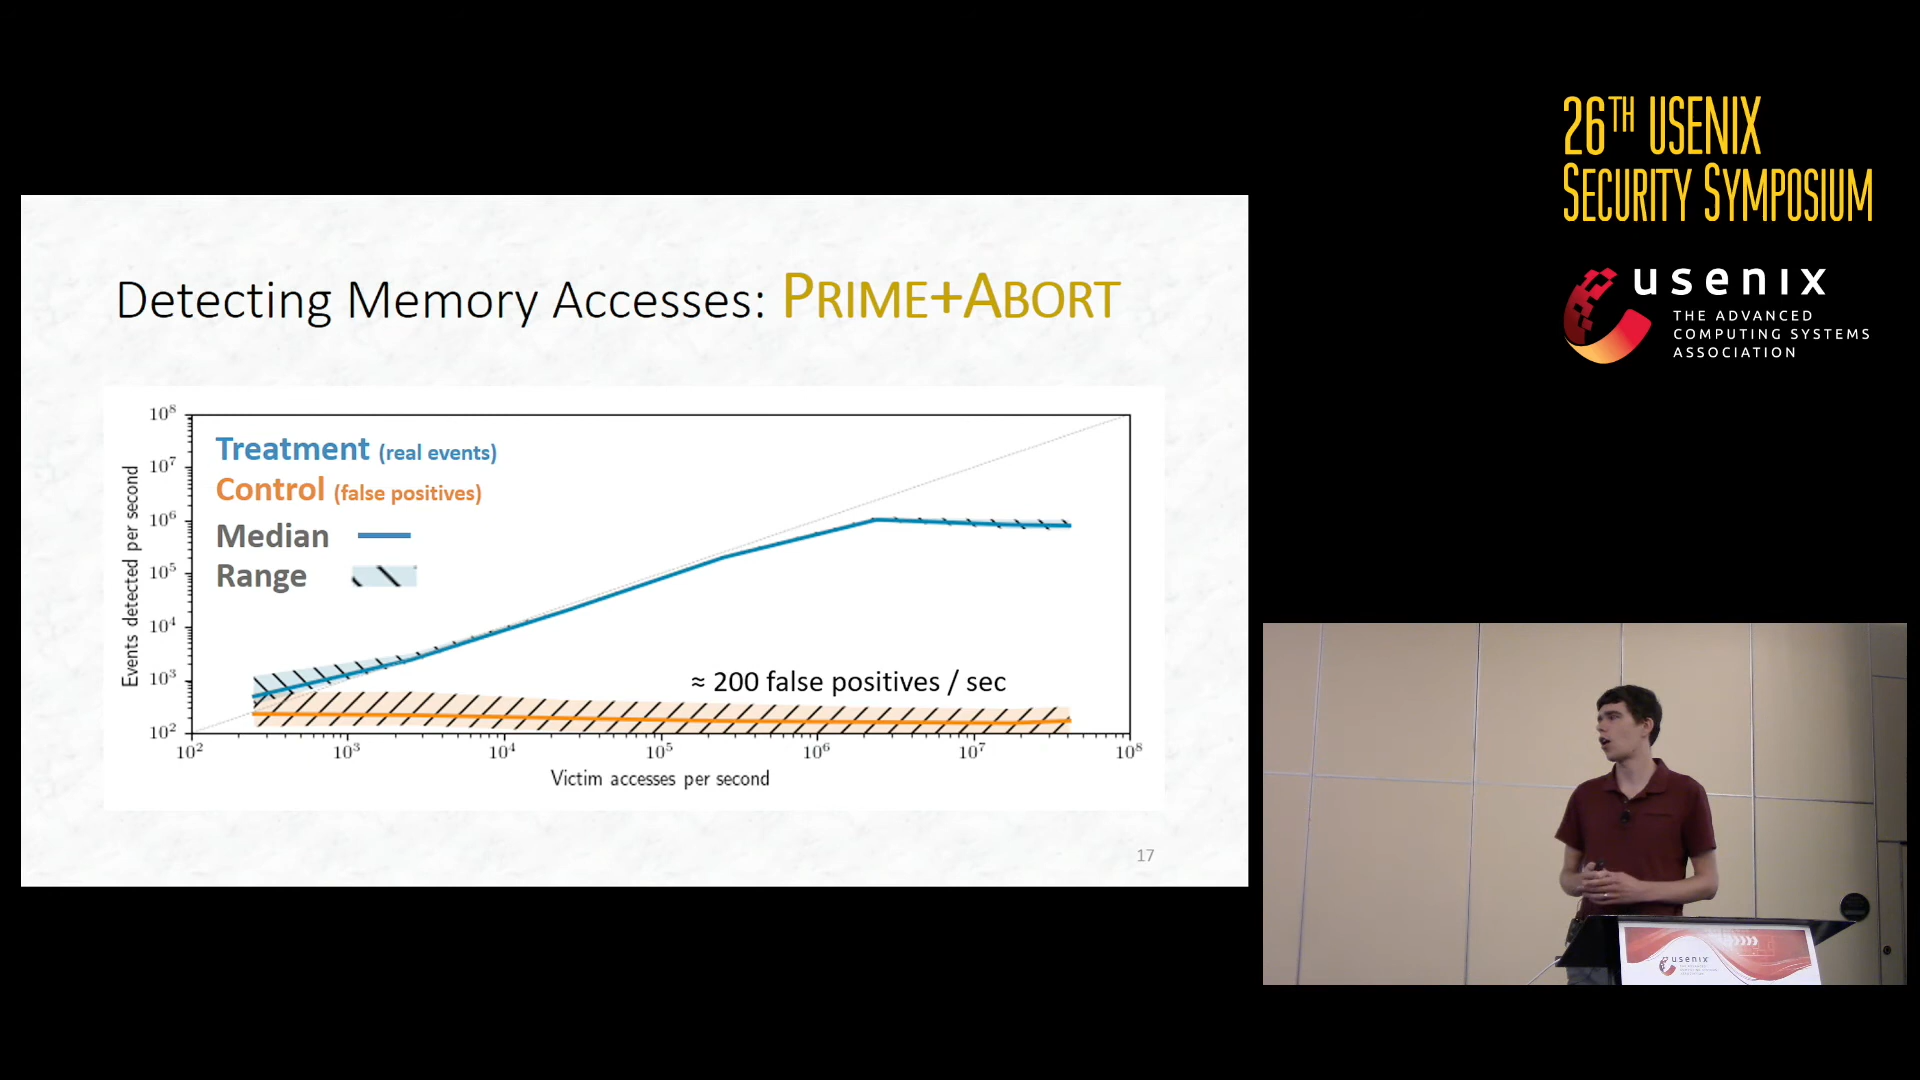 26TH USENIX
SECURITY SYMPOSIUM
usenix
THE ADVANCED
COMPUTING SYSTEMS
ASSOCIATION
Detecting Memory Accesses: PRIME+ABORT
Treatment (real events)
Control (false positives)
Median
Range
≈ 200 false positives / sec
Events detected per second
10⁸
10⁷
10⁶
10⁵
10⁴
10³
10²
10² 10³ 10⁴ 10⁵ 10⁶ 10⁷ 10⁸
Victim accesses per second
17
usenix